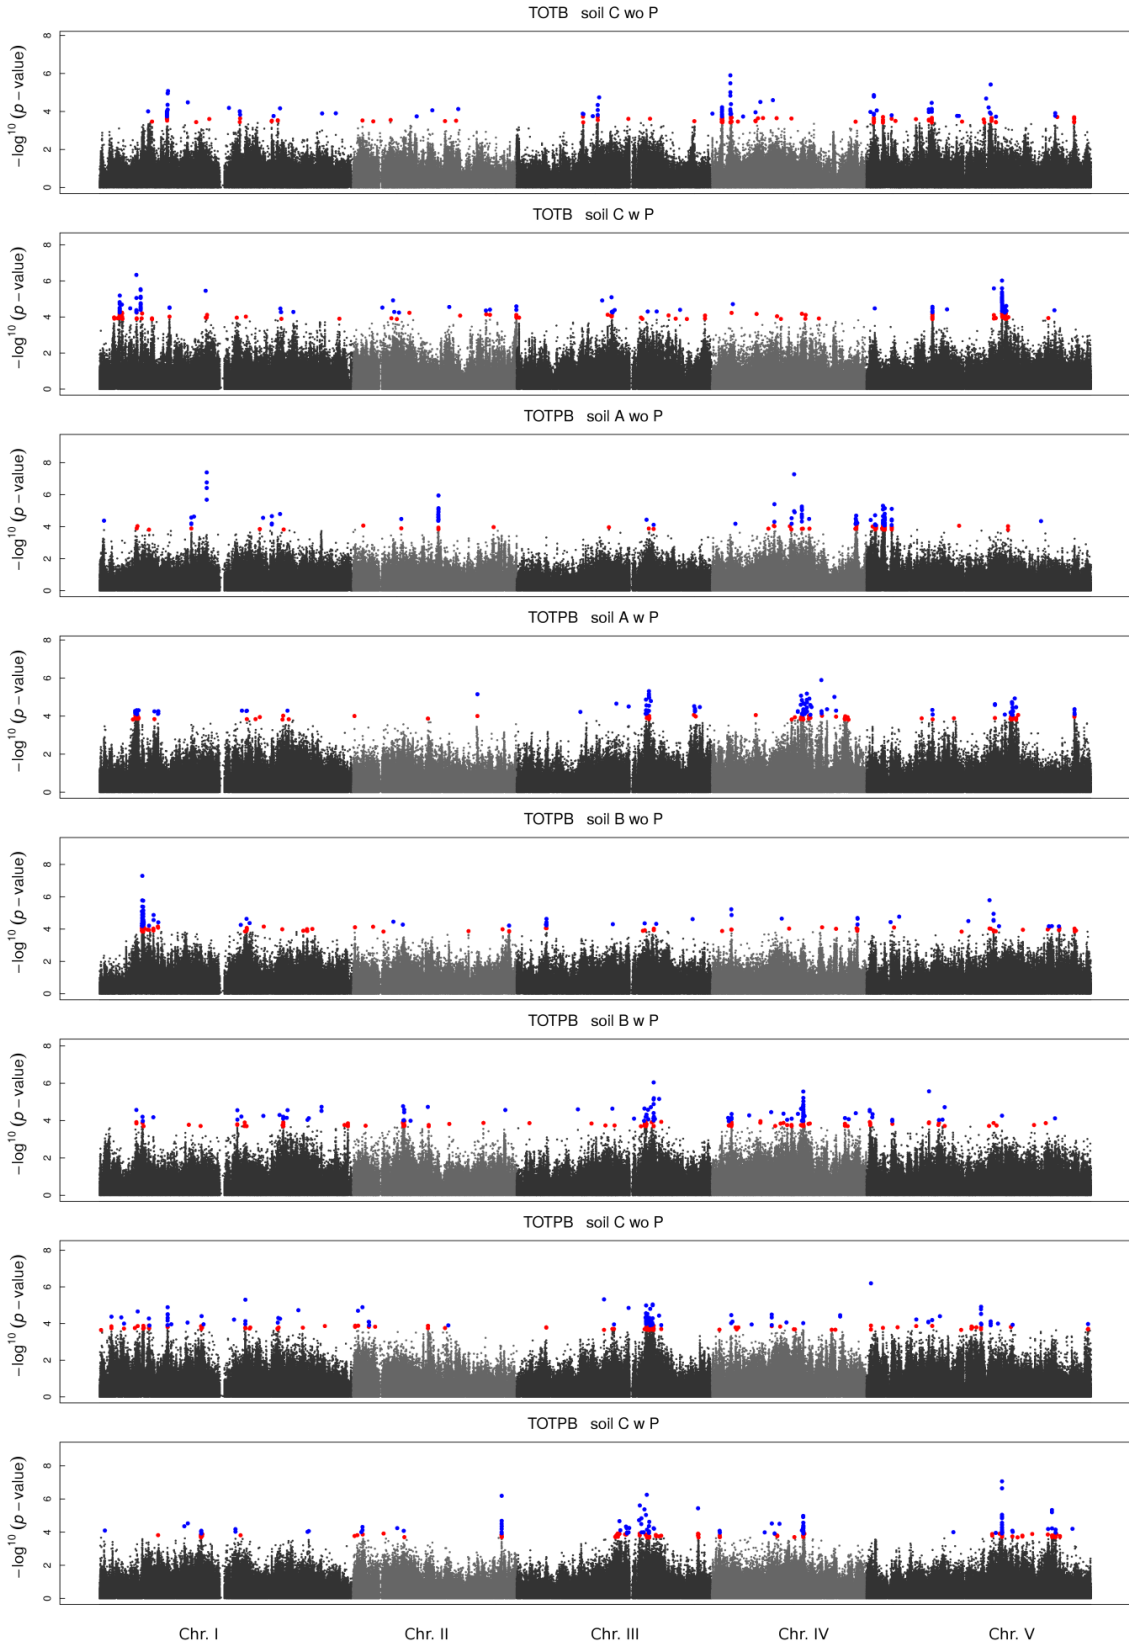 TOTB soil C wo P
−log¹⁰ (p − value)
8
6
4
2
0
TOTB soil C w P
−log¹⁰ (p − value)
8
6
4
2
0
TOTPB soil A wo P
−log¹⁰ (p − value)
8
6
4
2
0
TOTPB soil A w P
−log¹⁰ (p − value)
8
6
4
2
0
TOTPB soil B wo P
−log¹⁰ (p − value)
8
6
4
2
0
TOTPB soil B w P
−log¹⁰ (p − value)
8
6
4
2
0
TOTPB soil C wo P
−log¹⁰ (p − value)
8
6
4
2
0
TOTPB soil C w P
−log¹⁰ (p − value)
8
6
4
2
0
Chr. I Chr. II Chr. III Chr. IV Chr. V